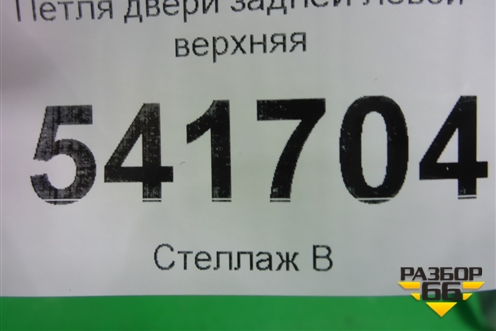 Петля двери задней левой
верхняя
541704
Стеллаж В
РАЗБОР
66